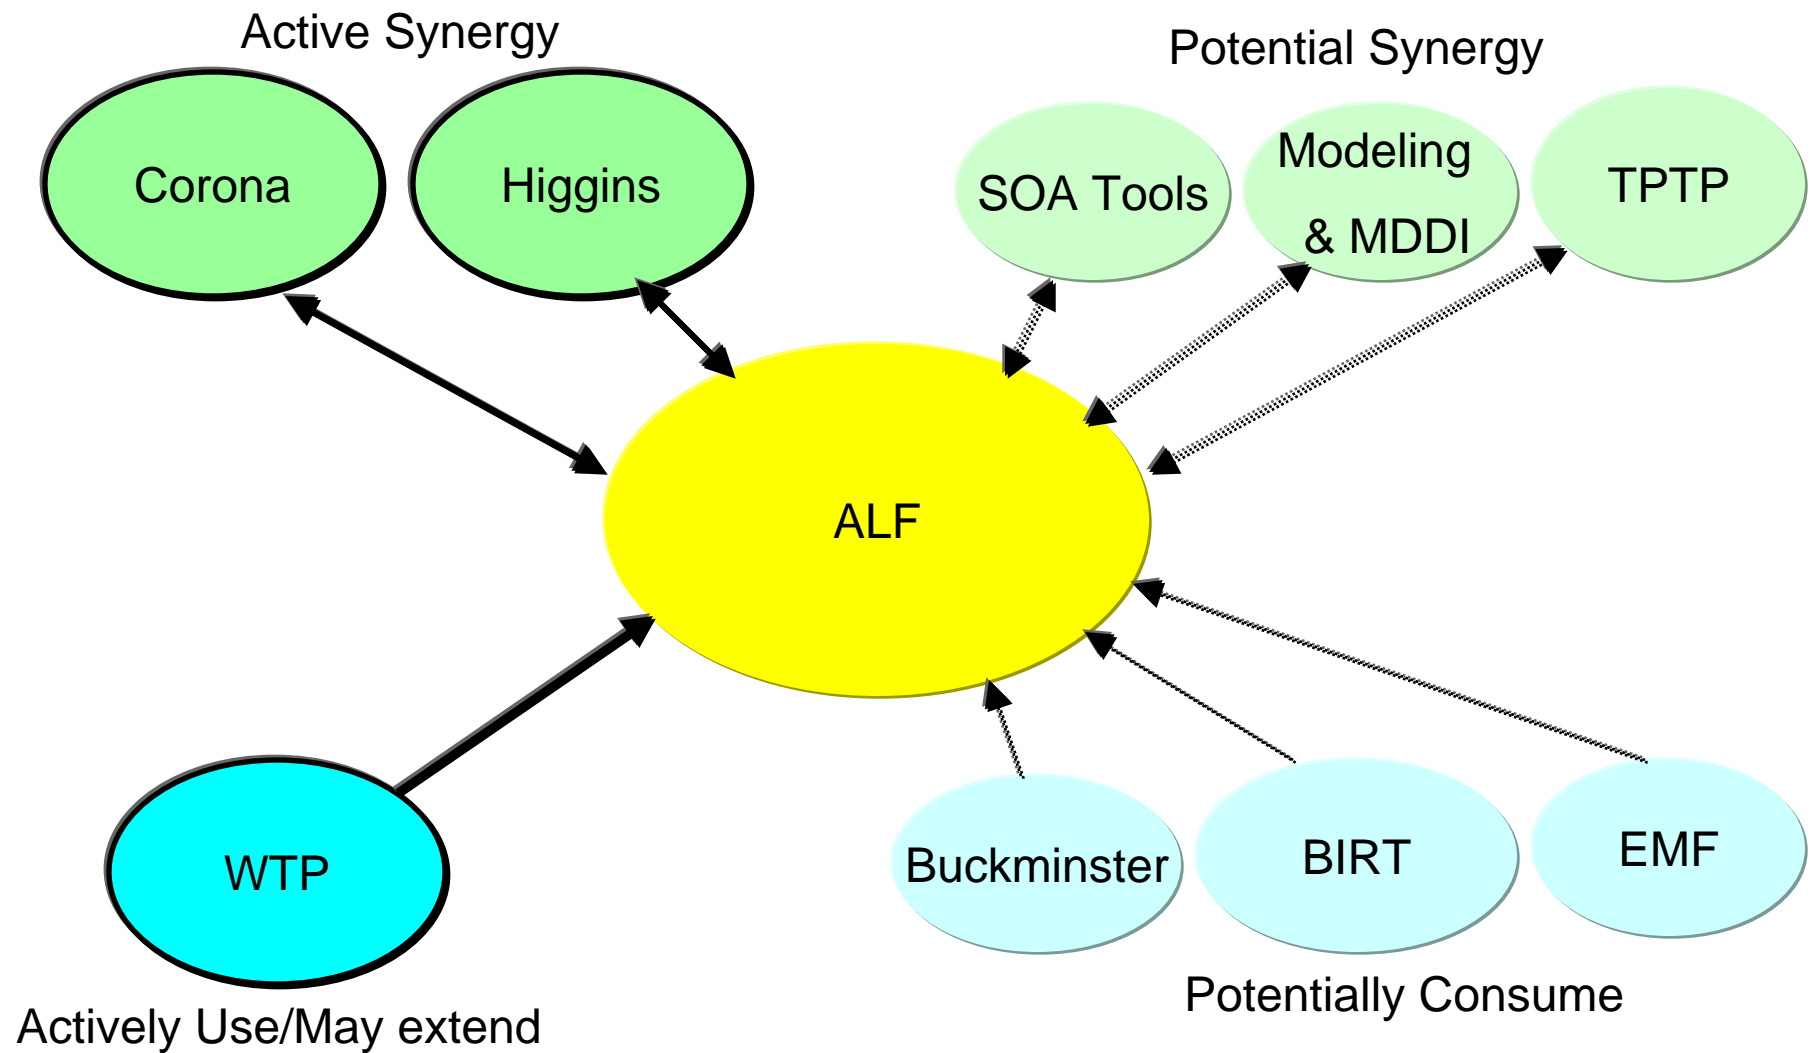 Active Synergy
Potential Synergy
Corona
Higgins
SOA Tools
Modeling
& MDDI
TPTP
ALF
WTP
Buckminster
BIRT
EMF
Potentially Consume
Actively Use/May extend